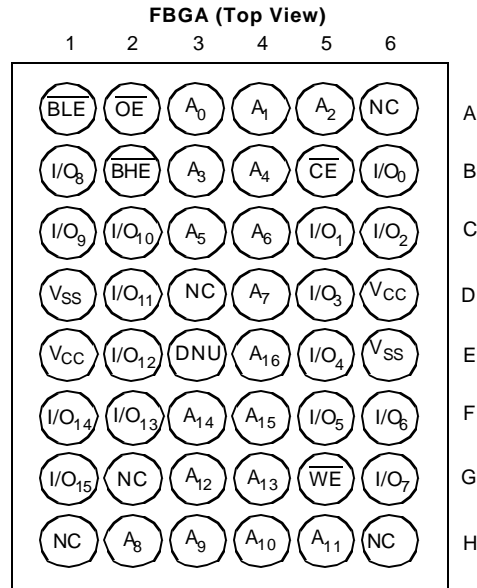 FBGA (Top View)
1 2 3 4 5 6
BLE OE A0 A1 A2 NC A
I/O8 BHE A3 A4 CE I/O0 B
I/O9 I/O10 A5 A6 I/O1 I/O2 C
VSS I/O11 NC A7 I/O3 VCC D
VCC I/O12 DNU A16 I/O4 VSS E
I/O14 I/O13 A14 A15 I/O5 I/O6 F
I/O15 NC A12 A13 WE I/O7 G
NC A8 A9 A10 A11 NC H